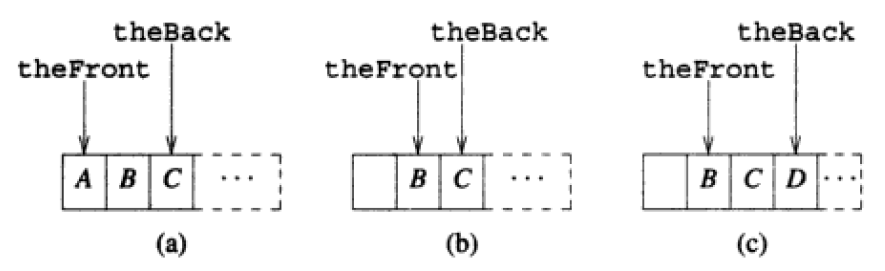 theBack theBack theBack
theFront theFront theFront
A B C ··· B C ··· B C D ···
(a) (b) (c)